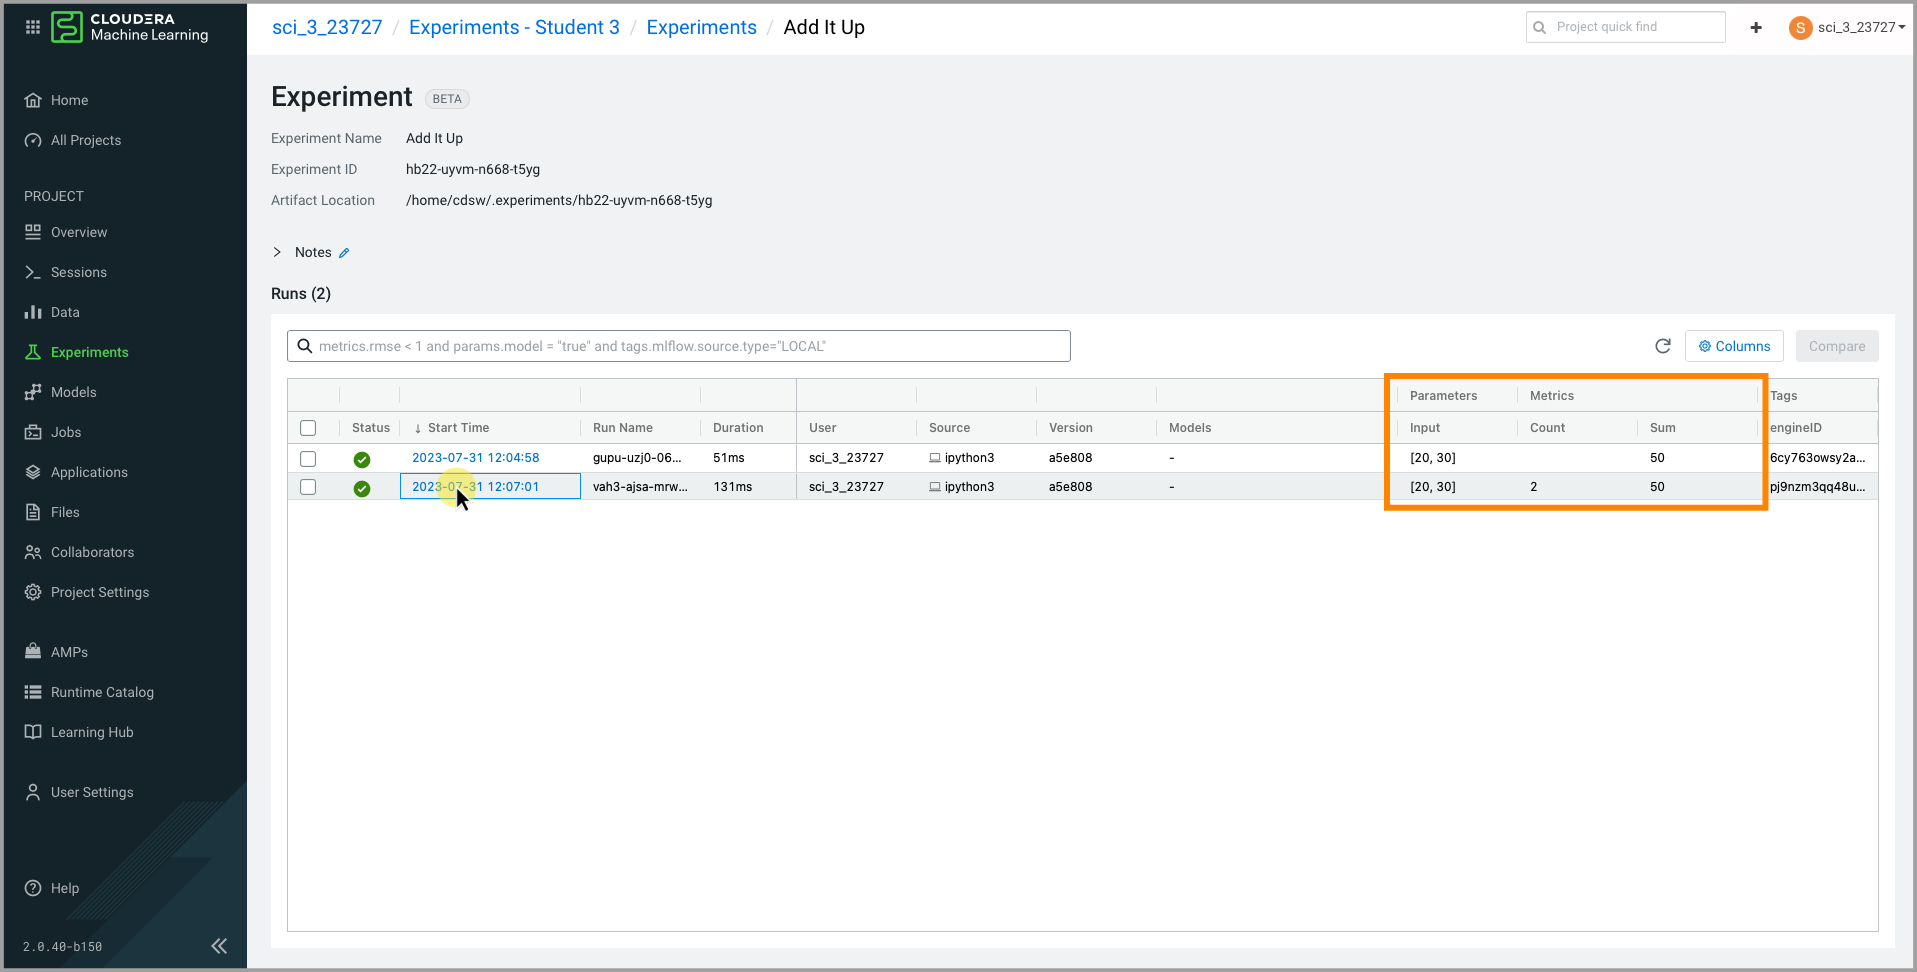 CLOUDERA
Machine Learning
sci_3_23727 / Experiments - Student 3 / Experiments / Add It Up
Project quick find
+
S sci_3_23727
Home
All Projects
PROJECT
Overview
Sessions
Data
Experiments
Models
Jobs
Applications
Files
Collaborators
Project Settings
AMPs
Runtime Catalog
Learning Hub
User Settings
Help
2.0.40-b150
Experiment BETA
Experiment Name Add It Up
Experiment ID hb22-uyvm-n668-t5yg
Artifact Location /home/cdsw/.experiments/hb22-uyvm-n668-t5yg
Notes
Runs (2)
metrics.rmse < 1 and params.model = "true" and tags.mlflow.source.type="LOCAL"
Columns
Compare
Parameters Metrics Tags
Status ↓ Start Time Run Name Duration User Source Version Models Input Count Sum engineID
2023-07-31 12:04:58 gupu-uzj0-06... 51ms sci_3_23727 ipython3 a5e808 - [20, 30] 50 6cy763owsy2a...
2023-07-31 12:07:01 vah3-ajsa-mrw... 131ms sci_3_23727 ipython3 a5e808 - [20, 30] 2 50 pj9nzm3qq48u...